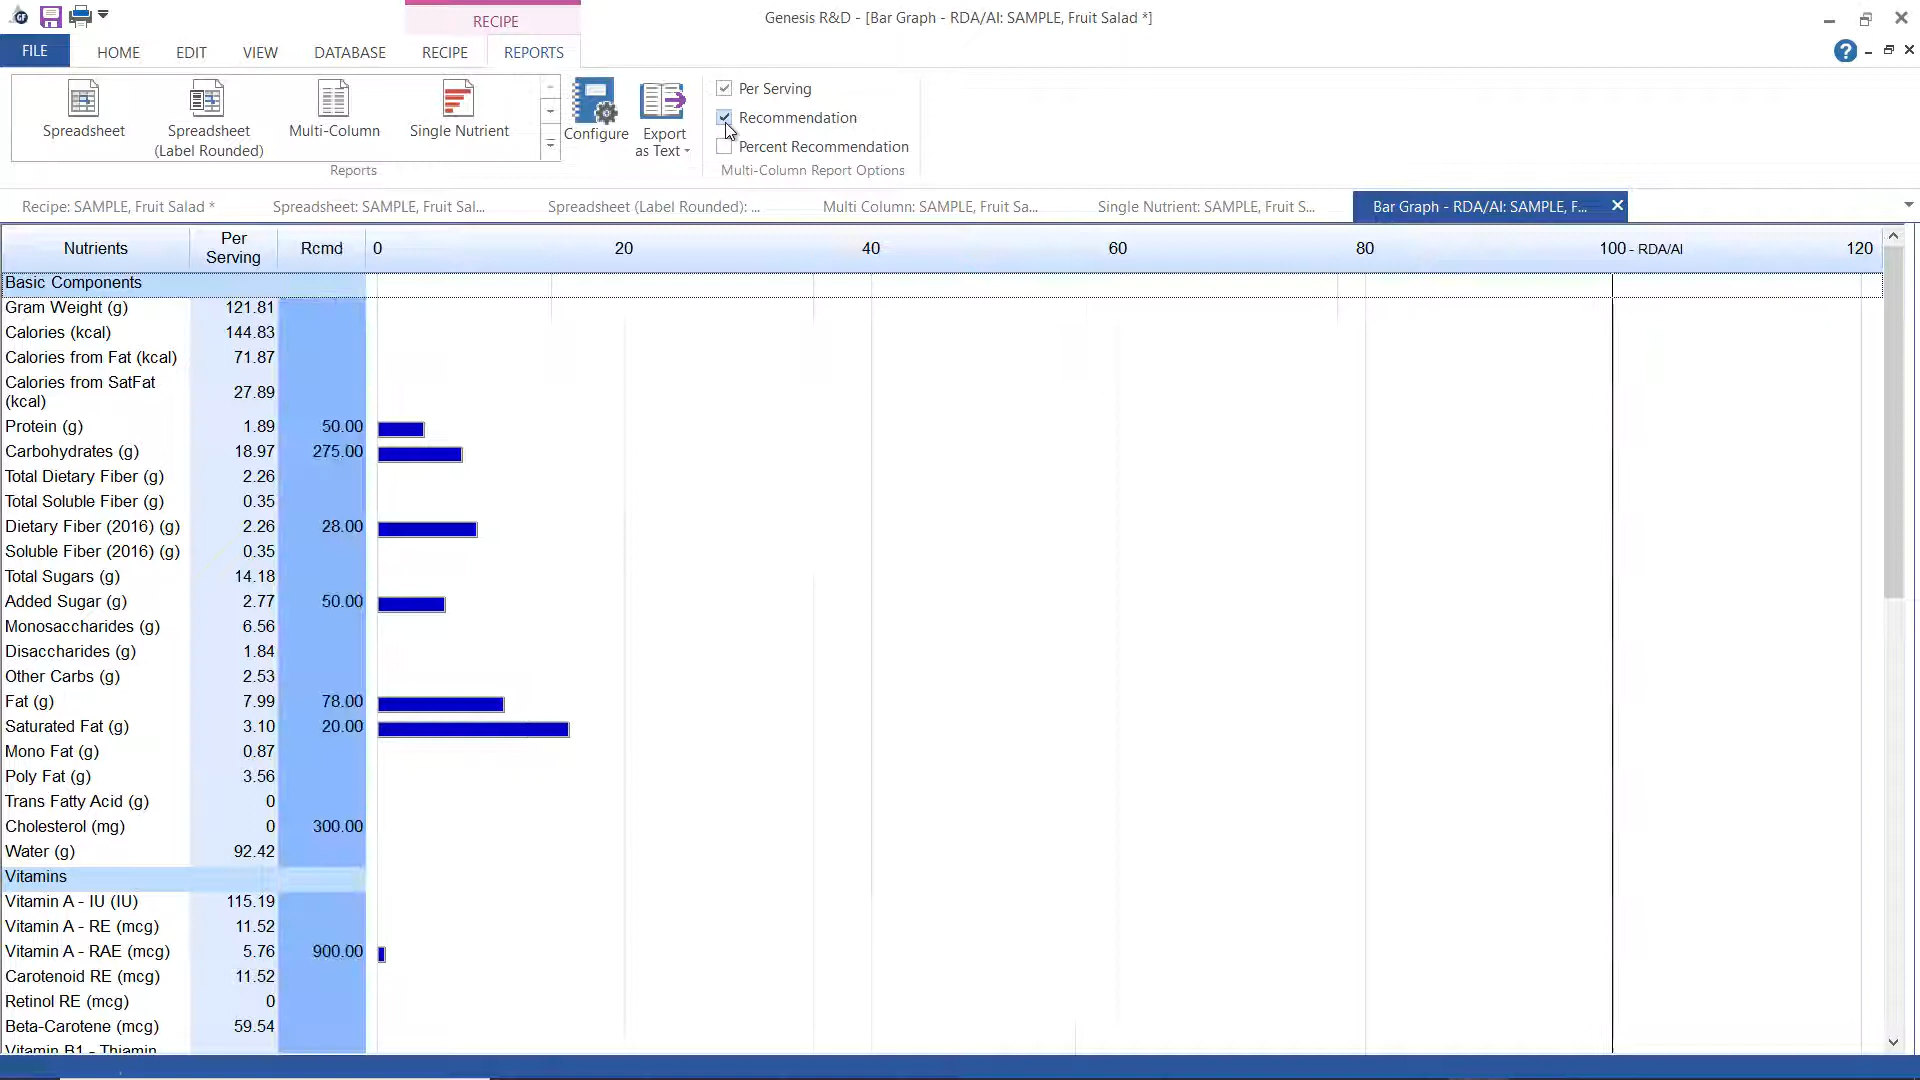 RECIPE
Genesis R&D - [Bar Graph - RDA/AI: SAMPLE, Fruit Salad *]
FILE HOME EDIT VIEW DATABASE RECIPE REPORTS
Spreadsheet
Spreadsheet
(Label Rounded)
Multi-Column
Single Nutrient
Reports
Configure
Export
as Text
Per Serving
Recommendation
Percent Recommendation
Multi-Column Report Options
Recipe: SAMPLE, Fruit Salad * Spreadsheet: SAMPLE, Fruit Sal... Spreadsheet (Label Rounded): ... Multi Column: SAMPLE, Fruit Sa... Single Nutrient: SAMPLE, Fruit S... Bar Graph - RDA/AI: SAMPLE, F...
Nutrients Per Serving Rcmd 0 20 40 60 80 100 - RDA/AI 120
Basic Components
Gram Weight (g) 121.81
Calories (kcal) 144.83
Calories from Fat (kcal) 71.87
Calories from SatFat
(kcal) 27.89
Protein (g) 1.89 50.00
Carbohydrates (g) 18.97 275.00
Total Dietary Fiber (g) 2.26
Total Soluble Fiber (g) 0.35
Dietary Fiber (2016) (g) 2.26 28.00
Soluble Fiber (2016) (g) 0.35
Total Sugars (g) 14.18
Added Sugar (g) 2.77 50.00
Monosaccharides (g) 6.56
Disaccharides (g) 1.84
Other Carbs (g) 2.53
Fat (g) 7.99 78.00
Saturated Fat (g) 3.10 20.00
Mono Fat (g) 0.87
Poly Fat (g) 3.56
Trans Fatty Acid (g) 0
Cholesterol (mg) 0 300.00
Water (g) 92.42
Vitamins
Vitamin A - IU (IU) 115.19
Vitamin A - RE (mcg) 11.52
Vitamin A - RAE (mcg) 5.76 900.00
Carotenoid RE (mcg) 11.52
Retinol RE (mcg) 0
Beta-Carotene (mcg) 59.54
Vitamin B1 - Thiamin